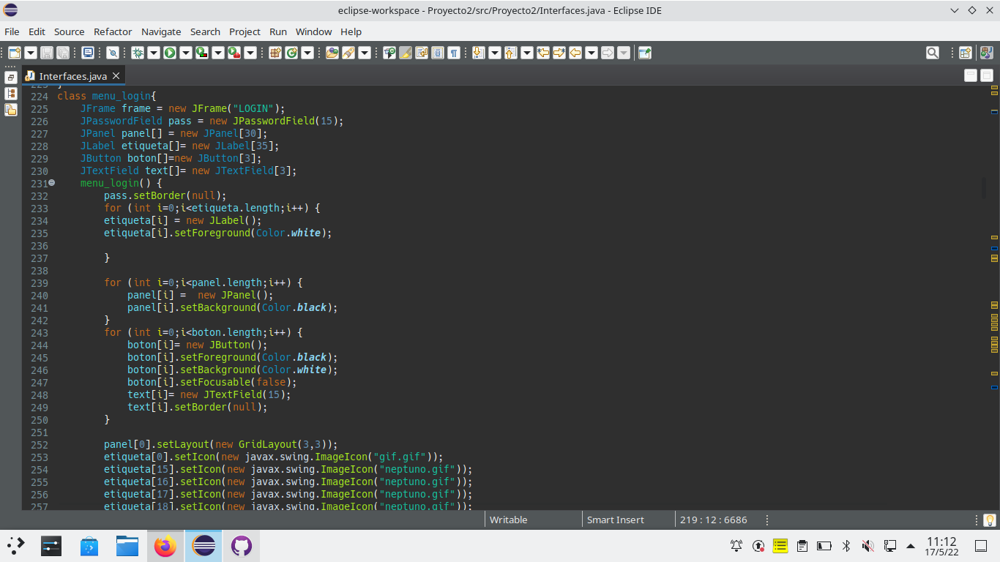 eclipse-workspace - Proyecto2/src/Proyecto2/Interfaces.java - Eclipse IDE
File Edit Source Refactor Navigate Search Project Run Window Help
Interfaces.java
224 class menu_login{
225 JFrame frame = new JFrame("LOGIN");
226 JPasswordField pass = new JPasswordField(15);
227 JPanel panel[] = new JPanel[30];
228 JLabel etiqueta[]= new JLabel[35];
229 JButton boton[]=new JButton[3];
230 JTextField text[]= new JTextField[3];
231 menu_login() {
232 pass.setBorder(null);
233 for (int i=0;i<etiqueta.length;i++) {
234 etiqueta[i] = new JLabel();
235 etiqueta[i].setForeground(Color.white);
236
237 }
238
239 for (int i=0;i<panel.length;i++) {
240 panel[i] =  new JPanel();
241 panel[i].setBackground(Color.black);
242 }
243 for (int i=0;i<boton.length;i++) {
244 boton[i]= new JButton();
245 boton[i].setForeground(Color.black);
246 boton[i].setBackground(Color.white);
247 boton[i].setFocusable(false);
248 text[i]= new JTextField(15);
249 text[i].setBorder(null);
250 }
251
252 panel[0].setLayout(new GridLayout(3,3));
253 etiqueta[0].setIcon(new javax.swing.ImageIcon("gif.gif"));
254 etiqueta[15].setIcon(new javax.swing.ImageIcon("neptuno.gif"));
255 etiqueta[16].setIcon(new javax.swing.ImageIcon("neptuno.gif"));
256 etiqueta[17].setIcon(new javax.swing.ImageIcon("neptuno.gif"));
257 etiqueta[18].setIcon(new javax.swing.ImageIcon("neptuno.gif"));
Writable Smart Insert 219 : 12 : 6686
11:12
17/5/22